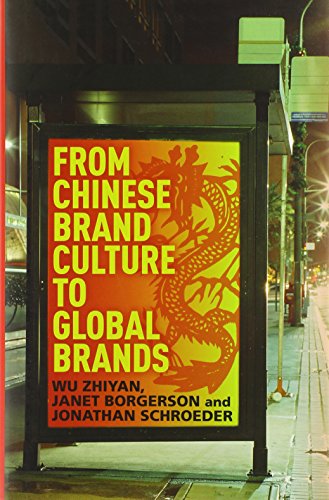 FROM
CHINESE
BRAND
CULTURE
TO
GLOBAL
BRANDS
WU ZHIYAN,
JANET BORGERSON and
JONATHAN SCHROEDER